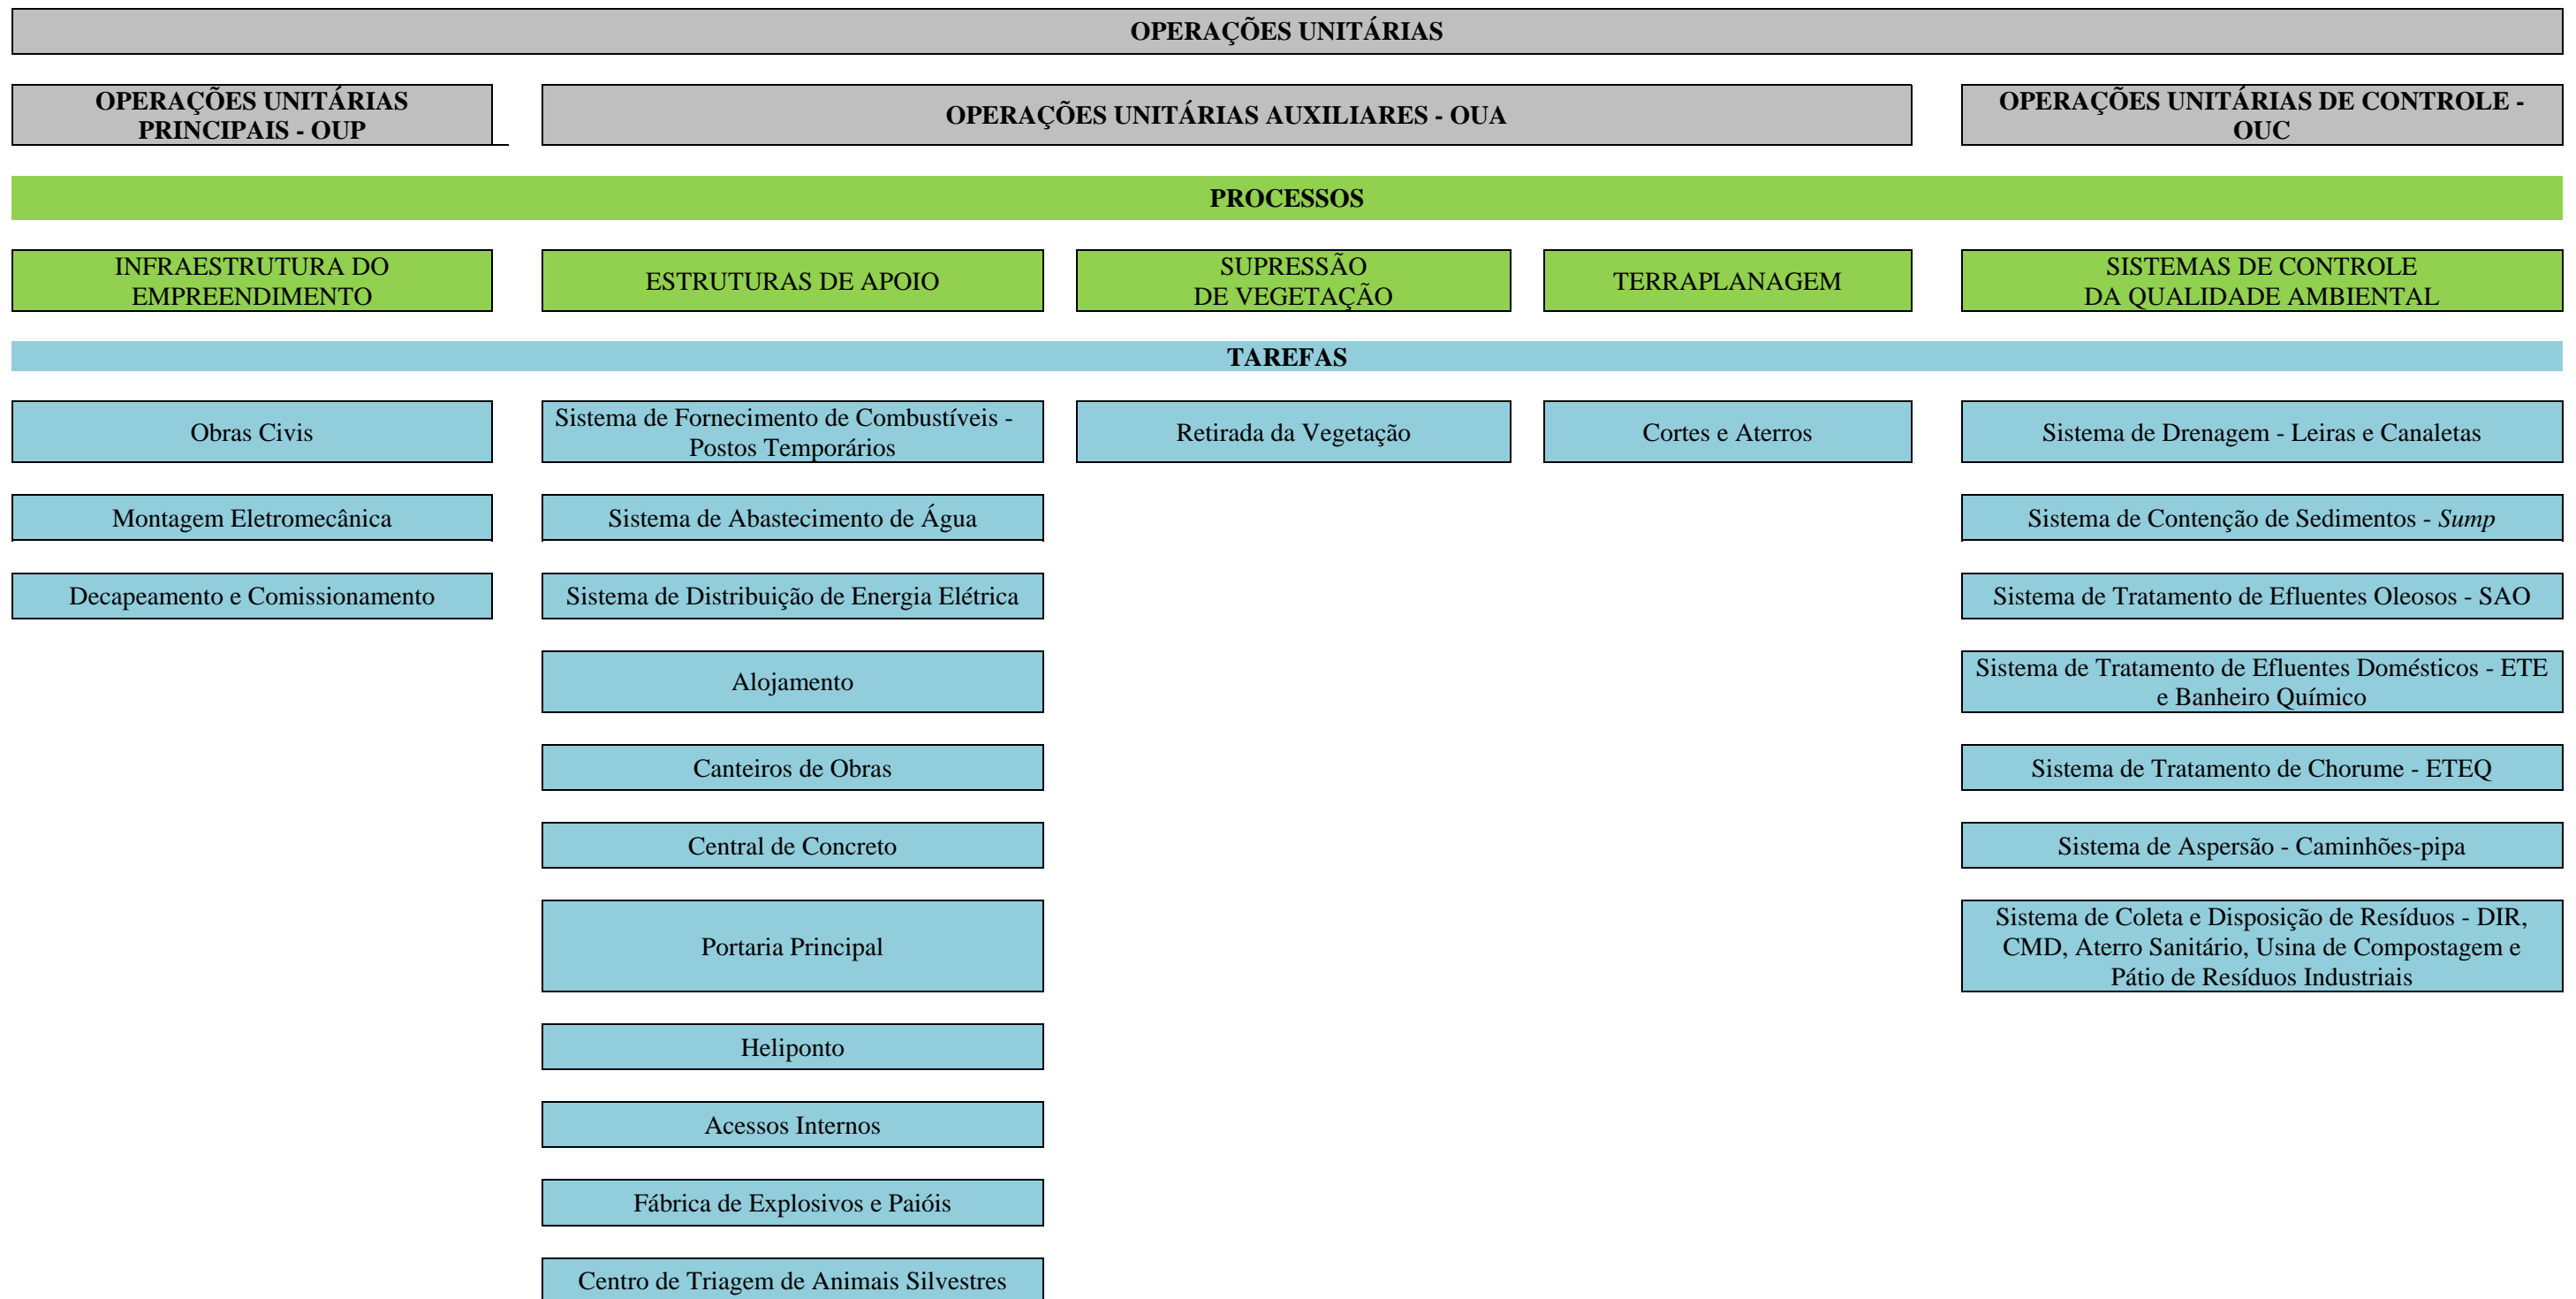 OPERAÇÕES UNITÁRIAS
OPERAÇÕES UNITÁRIAS
PRINCIPAIS - OUP
OPERAÇÕES UNITÁRIAS AUXILIARES - OUA
OPERAÇÕES UNITÁRIAS DE CONTROLE -
OUC
PROCESSOS
INFRAESTRUTURA DO
EMPREENDIMENTO
ESTRUTURAS DE APOIO
SUPRESSÃO
DE VEGETAÇÃO
TERRAPLANAGEM
SISTEMAS DE CONTROLE
DA QUALIDADE AMBIENTAL
TAREFAS
Obras Civis
Sistema de Fornecimento de Combustíveis -
Postos Temporários
Retirada da Vegetação
Cortes e Aterros
Sistema de Drenagem - Leiras e Canaletas
Montagem Eletromecânica
Sistema de Abastecimento de Água
Sistema de Contenção de Sedimentos - Sump
Decapeamento e Comissionamento
Sistema de Distribuição de Energia Elétrica
Sistema de Tratamento de Efluentes Oleosos - SAO
Alojamento
Sistema de Tratamento de Efluentes Domésticos - ETE
e Banheiro Químico
Canteiros de Obras
Sistema de Tratamento de Chorume - ETEQ
Central de Concreto
Sistema de Aspersão - Caminhões-pipa
Portaria Principal
Sistema de Coleta e Disposição de Resíduos - DIR,
CMD, Aterro Sanitário, Usina de Compostagem e
Pátio de Resíduos Industriais
Heliponto
Acessos Internos
Fábrica de Explosivos e Paióis
Centro de Triagem de Animais Silvestres